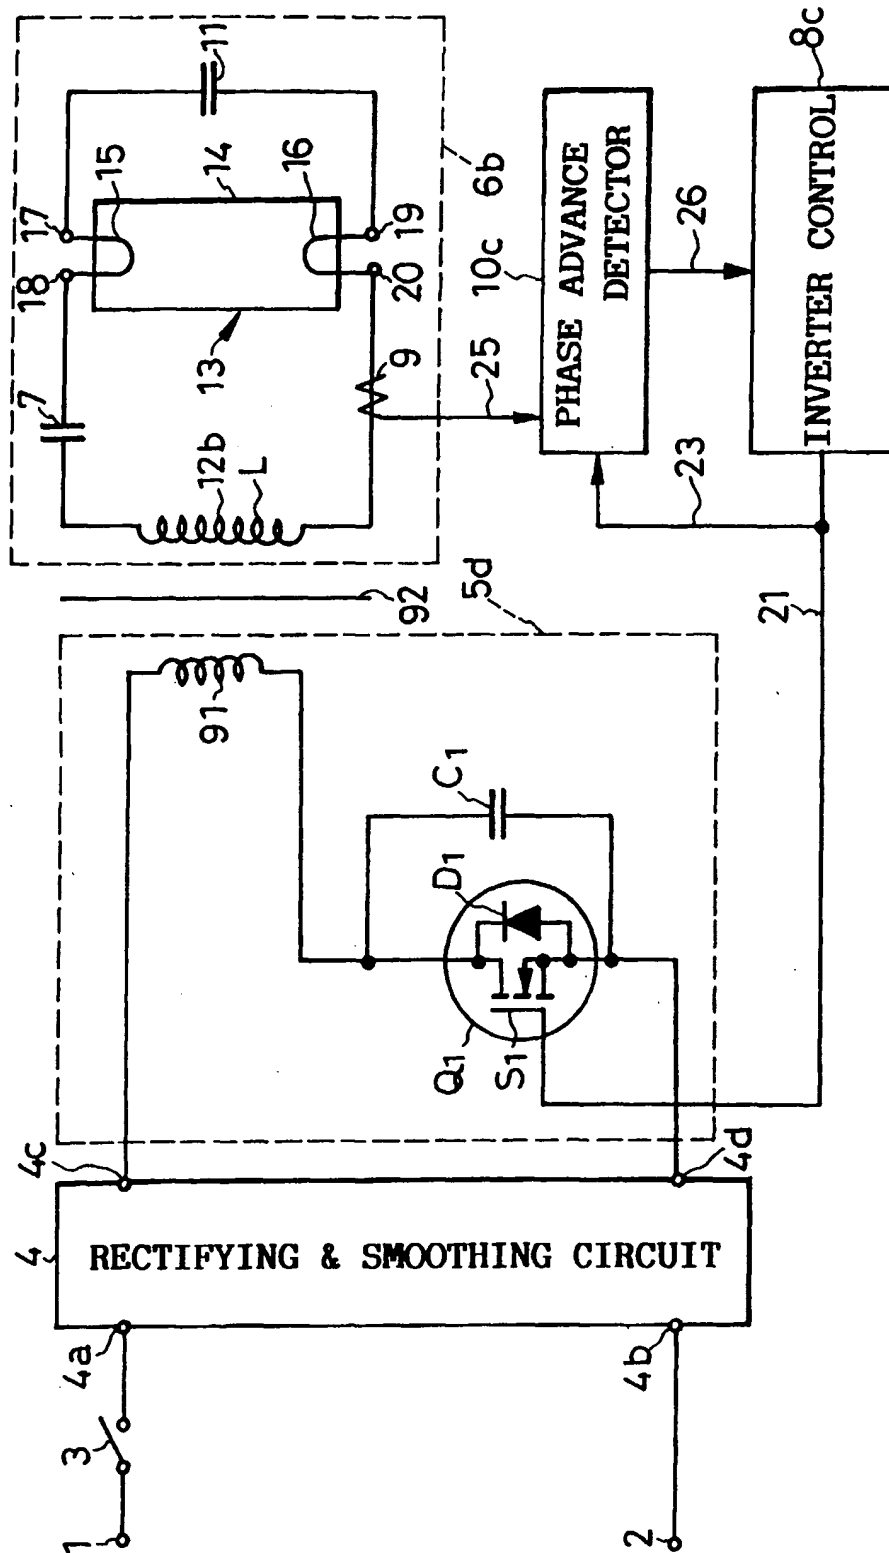 1
2
3
4a
4b
4
RECTIFYING & SMOOTHING CIRCUIT
4c
4d
5d
Q1
S1
D1
C1
91
92
21
7
12b
L
18
17
15
14
16
11
13
9
20
19
6b
25
10c
PHASE ADVANCE
DETECTOR
23
26
INVERTER CONTROL
8c